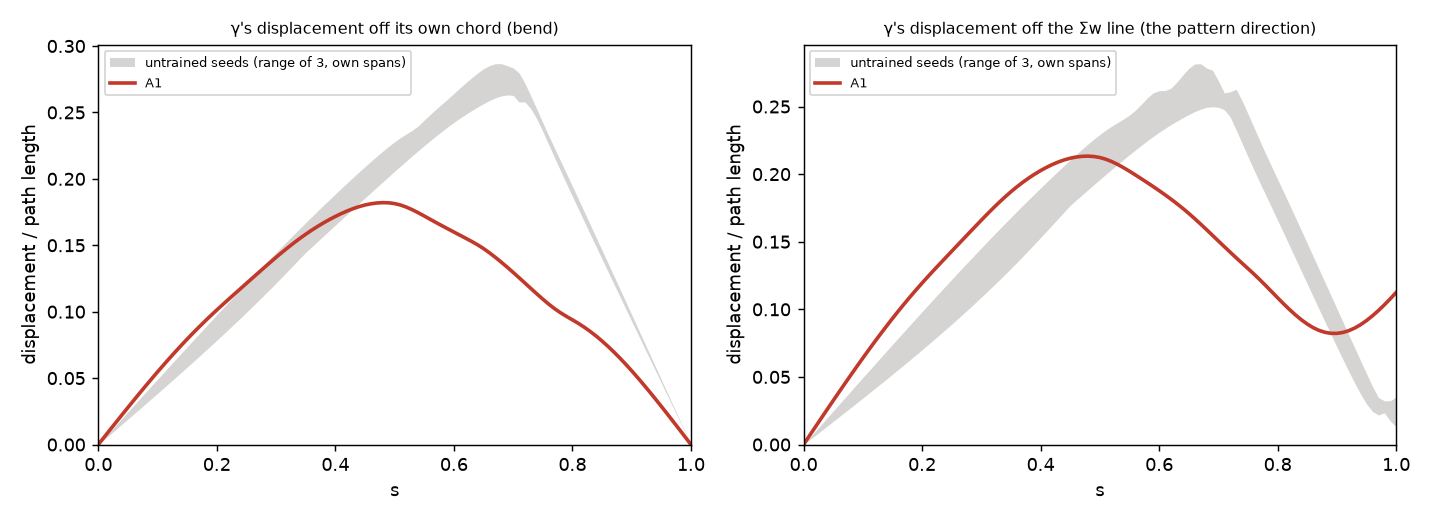 γ's displacement off its own chord (bend)
untrained seeds (range of 3, own spans)
A1
displacement / path length
0.30
0.25
0.20
0.15
0.10
0.05
0.00
0.0 0.2 0.4 0.6 0.8 1.0
s
γ's displacement off the Σw line (the pattern direction)
untrained seeds (range of 3, own spans)
A1
displacement / path length
0.25
0.20
0.15
0.10
0.05
0.00
0.0 0.2 0.4 0.6 0.8 1.0
s